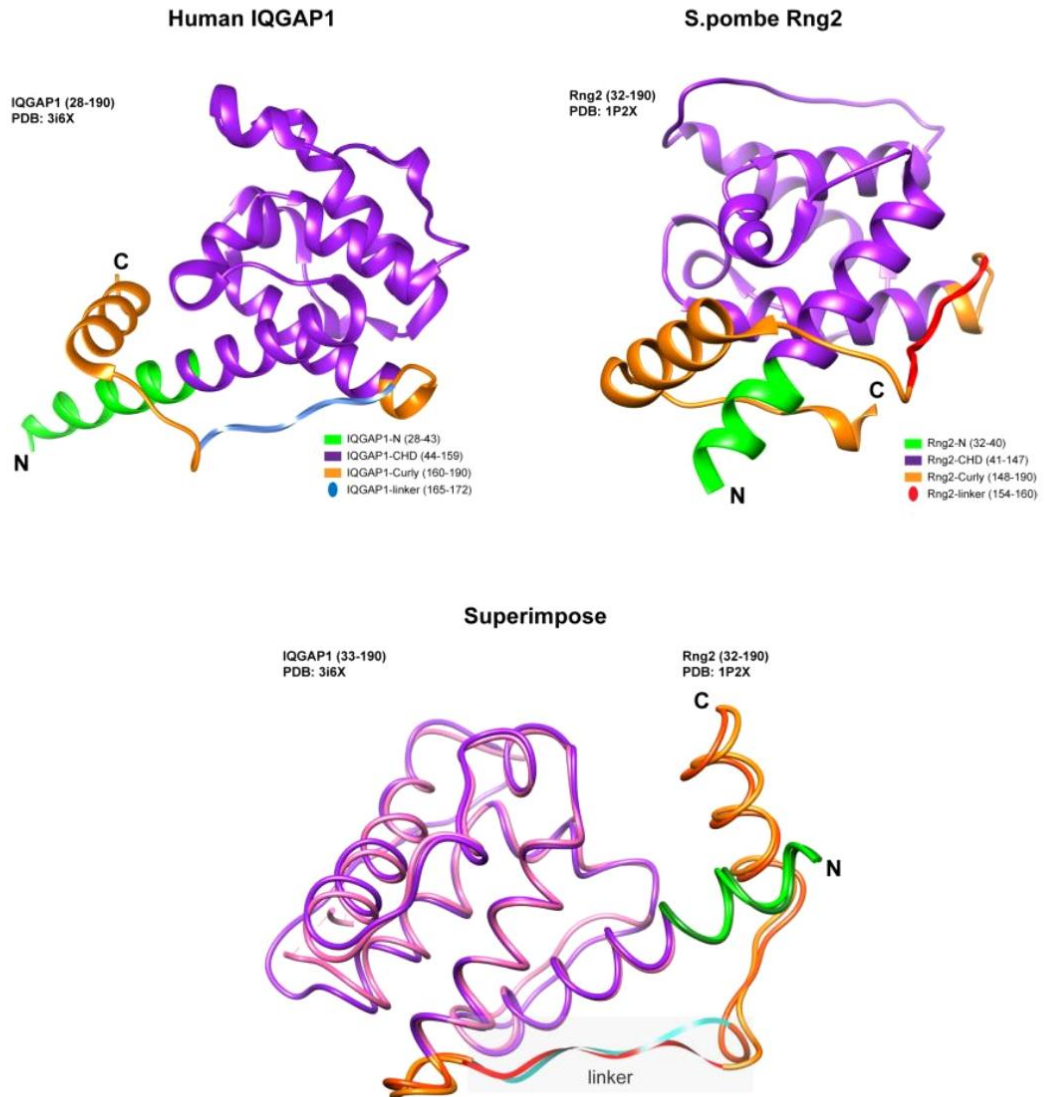 Human IQGAP1
S.pombe Rng2
IQGAP1 (28-190)
PDB: 3i6X
C
N
IQGAP1-N (28-43)
IQGAP1-CHD (44-159)
IQGAP1-Curly (160-190)
IQGAP1-linker (165-172)
Rng2 (32-190)
PDB: 1P2X
C
N
Rng2-N (32-40)
Rng2-CHD (41-147)
Rng2-Curly (148-190)
Rng2-linker (154-160)
Superimpose
IQGAP1 (33-190)
PDB: 3i6X
Rng2 (32-190)
PDB: 1P2X
C
N
linker